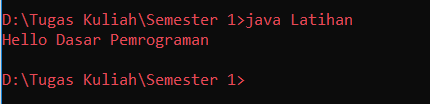 D:\Tugas Kuliah\Semester 1>java Latihan
Hello Dasar Pemrograman
D:\Tugas Kuliah\Semester 1>